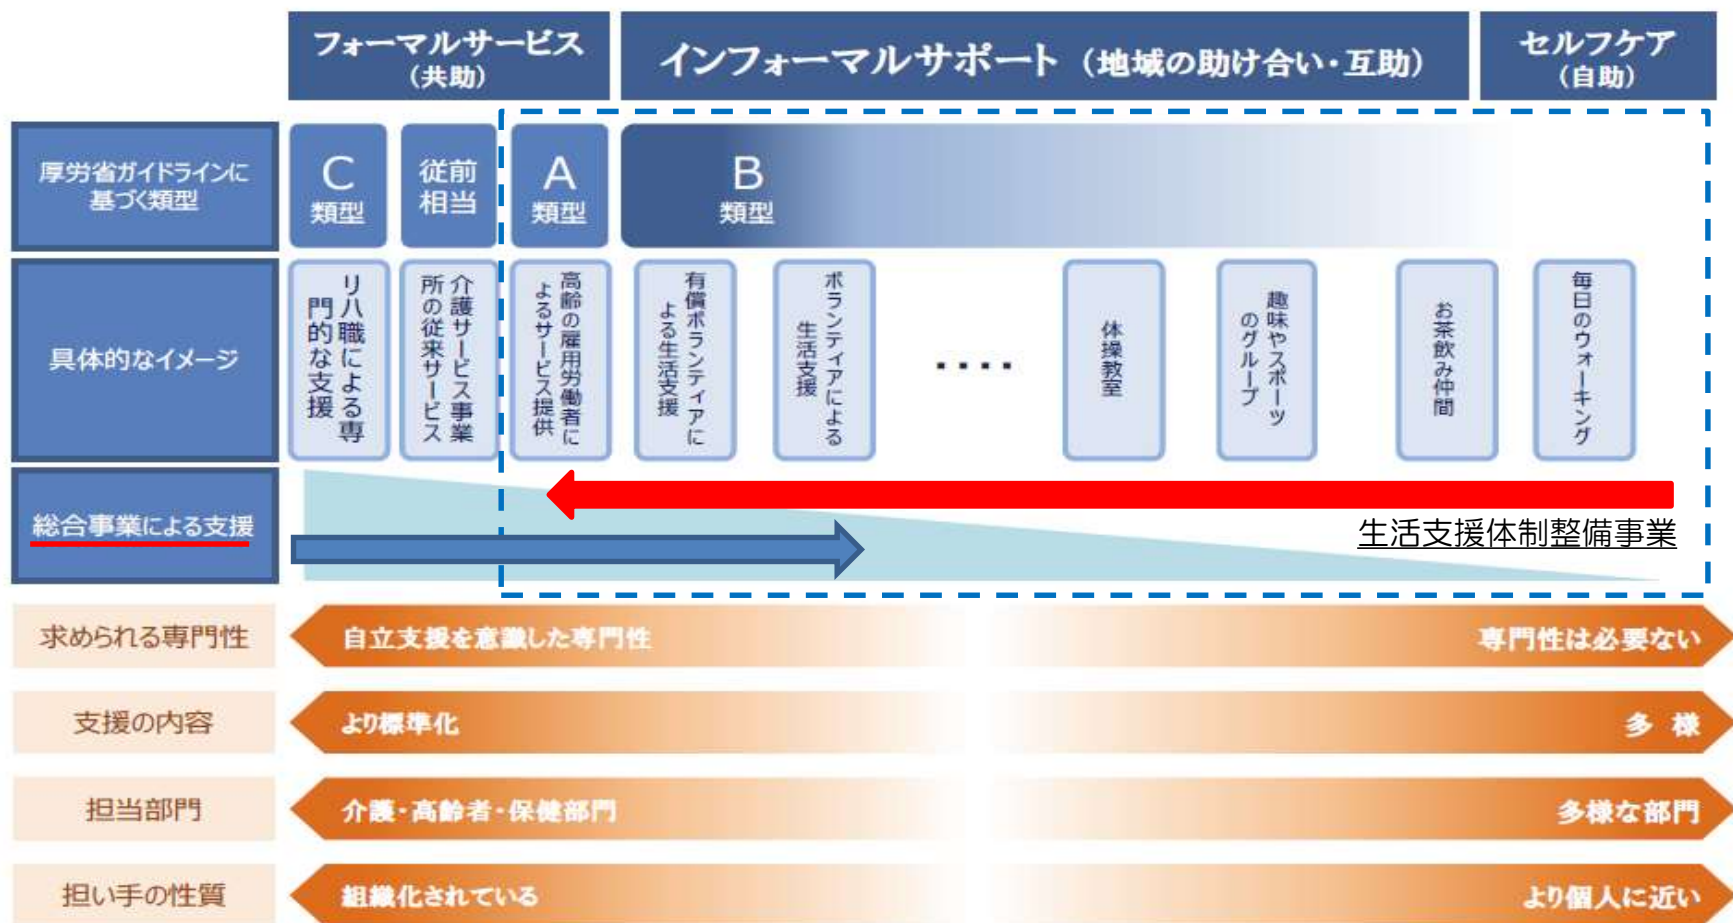 フォーマルサービス
(共助)
インフォーマルサポート (地域の助け合い・互助)
セルフケア
(自助)
厚労省ガイドラインに
基づく類型
C
類型
従前
相当
A
類型
B
類型
具体的なイメージ
リハ職による専
門的な支援
介護サービス事業
所の従来サービス
高齢の雇用労働者に
よるサービス提供
有償ボランティアに
よる生活支援
ボランティアによる
生活支援
・・・・
体操教室
趣味やスポーツ
のグループ
お茶飲み仲間
毎日のウォーキング
総合事業による支援
生活支援体制整備事業
求められる専門性
自立支援を意識した専門性
専門性は必要ない
支援の内容
より標準化
多 様
担当部門
介護・高齢者・保健部門
多様な部門
担い手の性質
組織化されている
より個人に近い